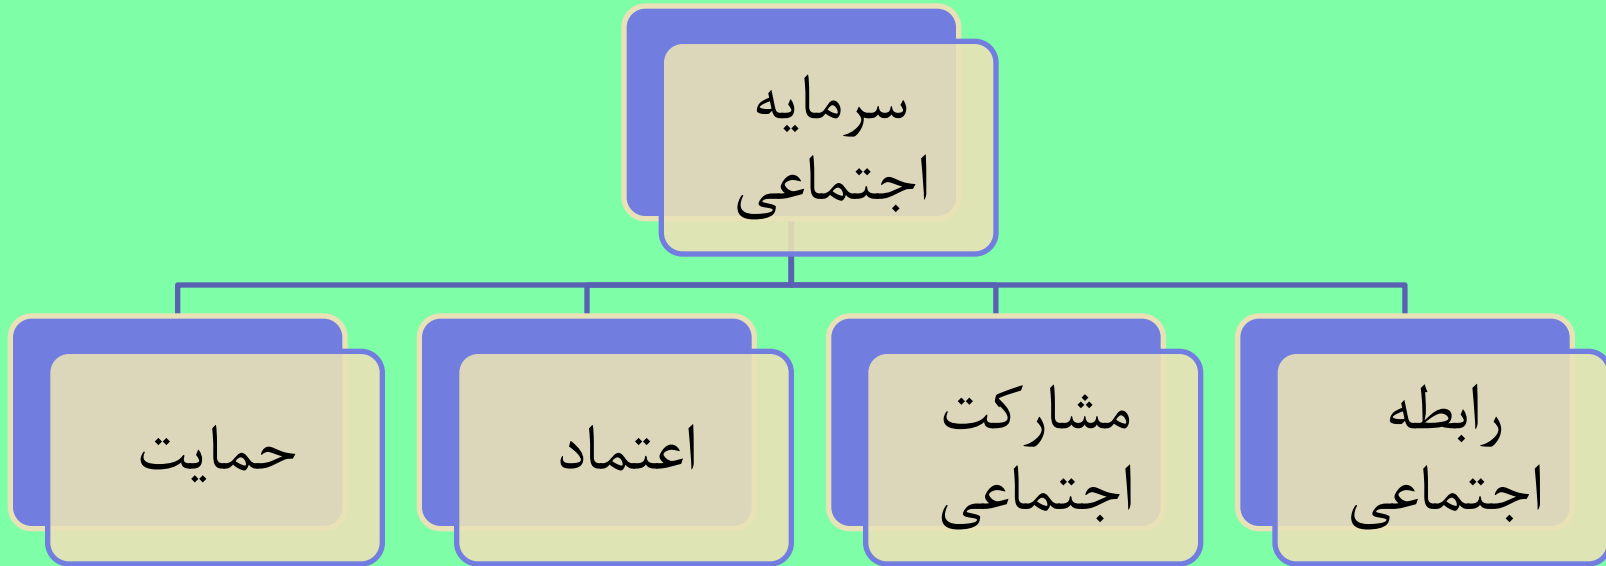 سرمایه
اجتماعی
رابطه
اجتماعی
مشارکت
اجتماعی
اعتماد
حمایت